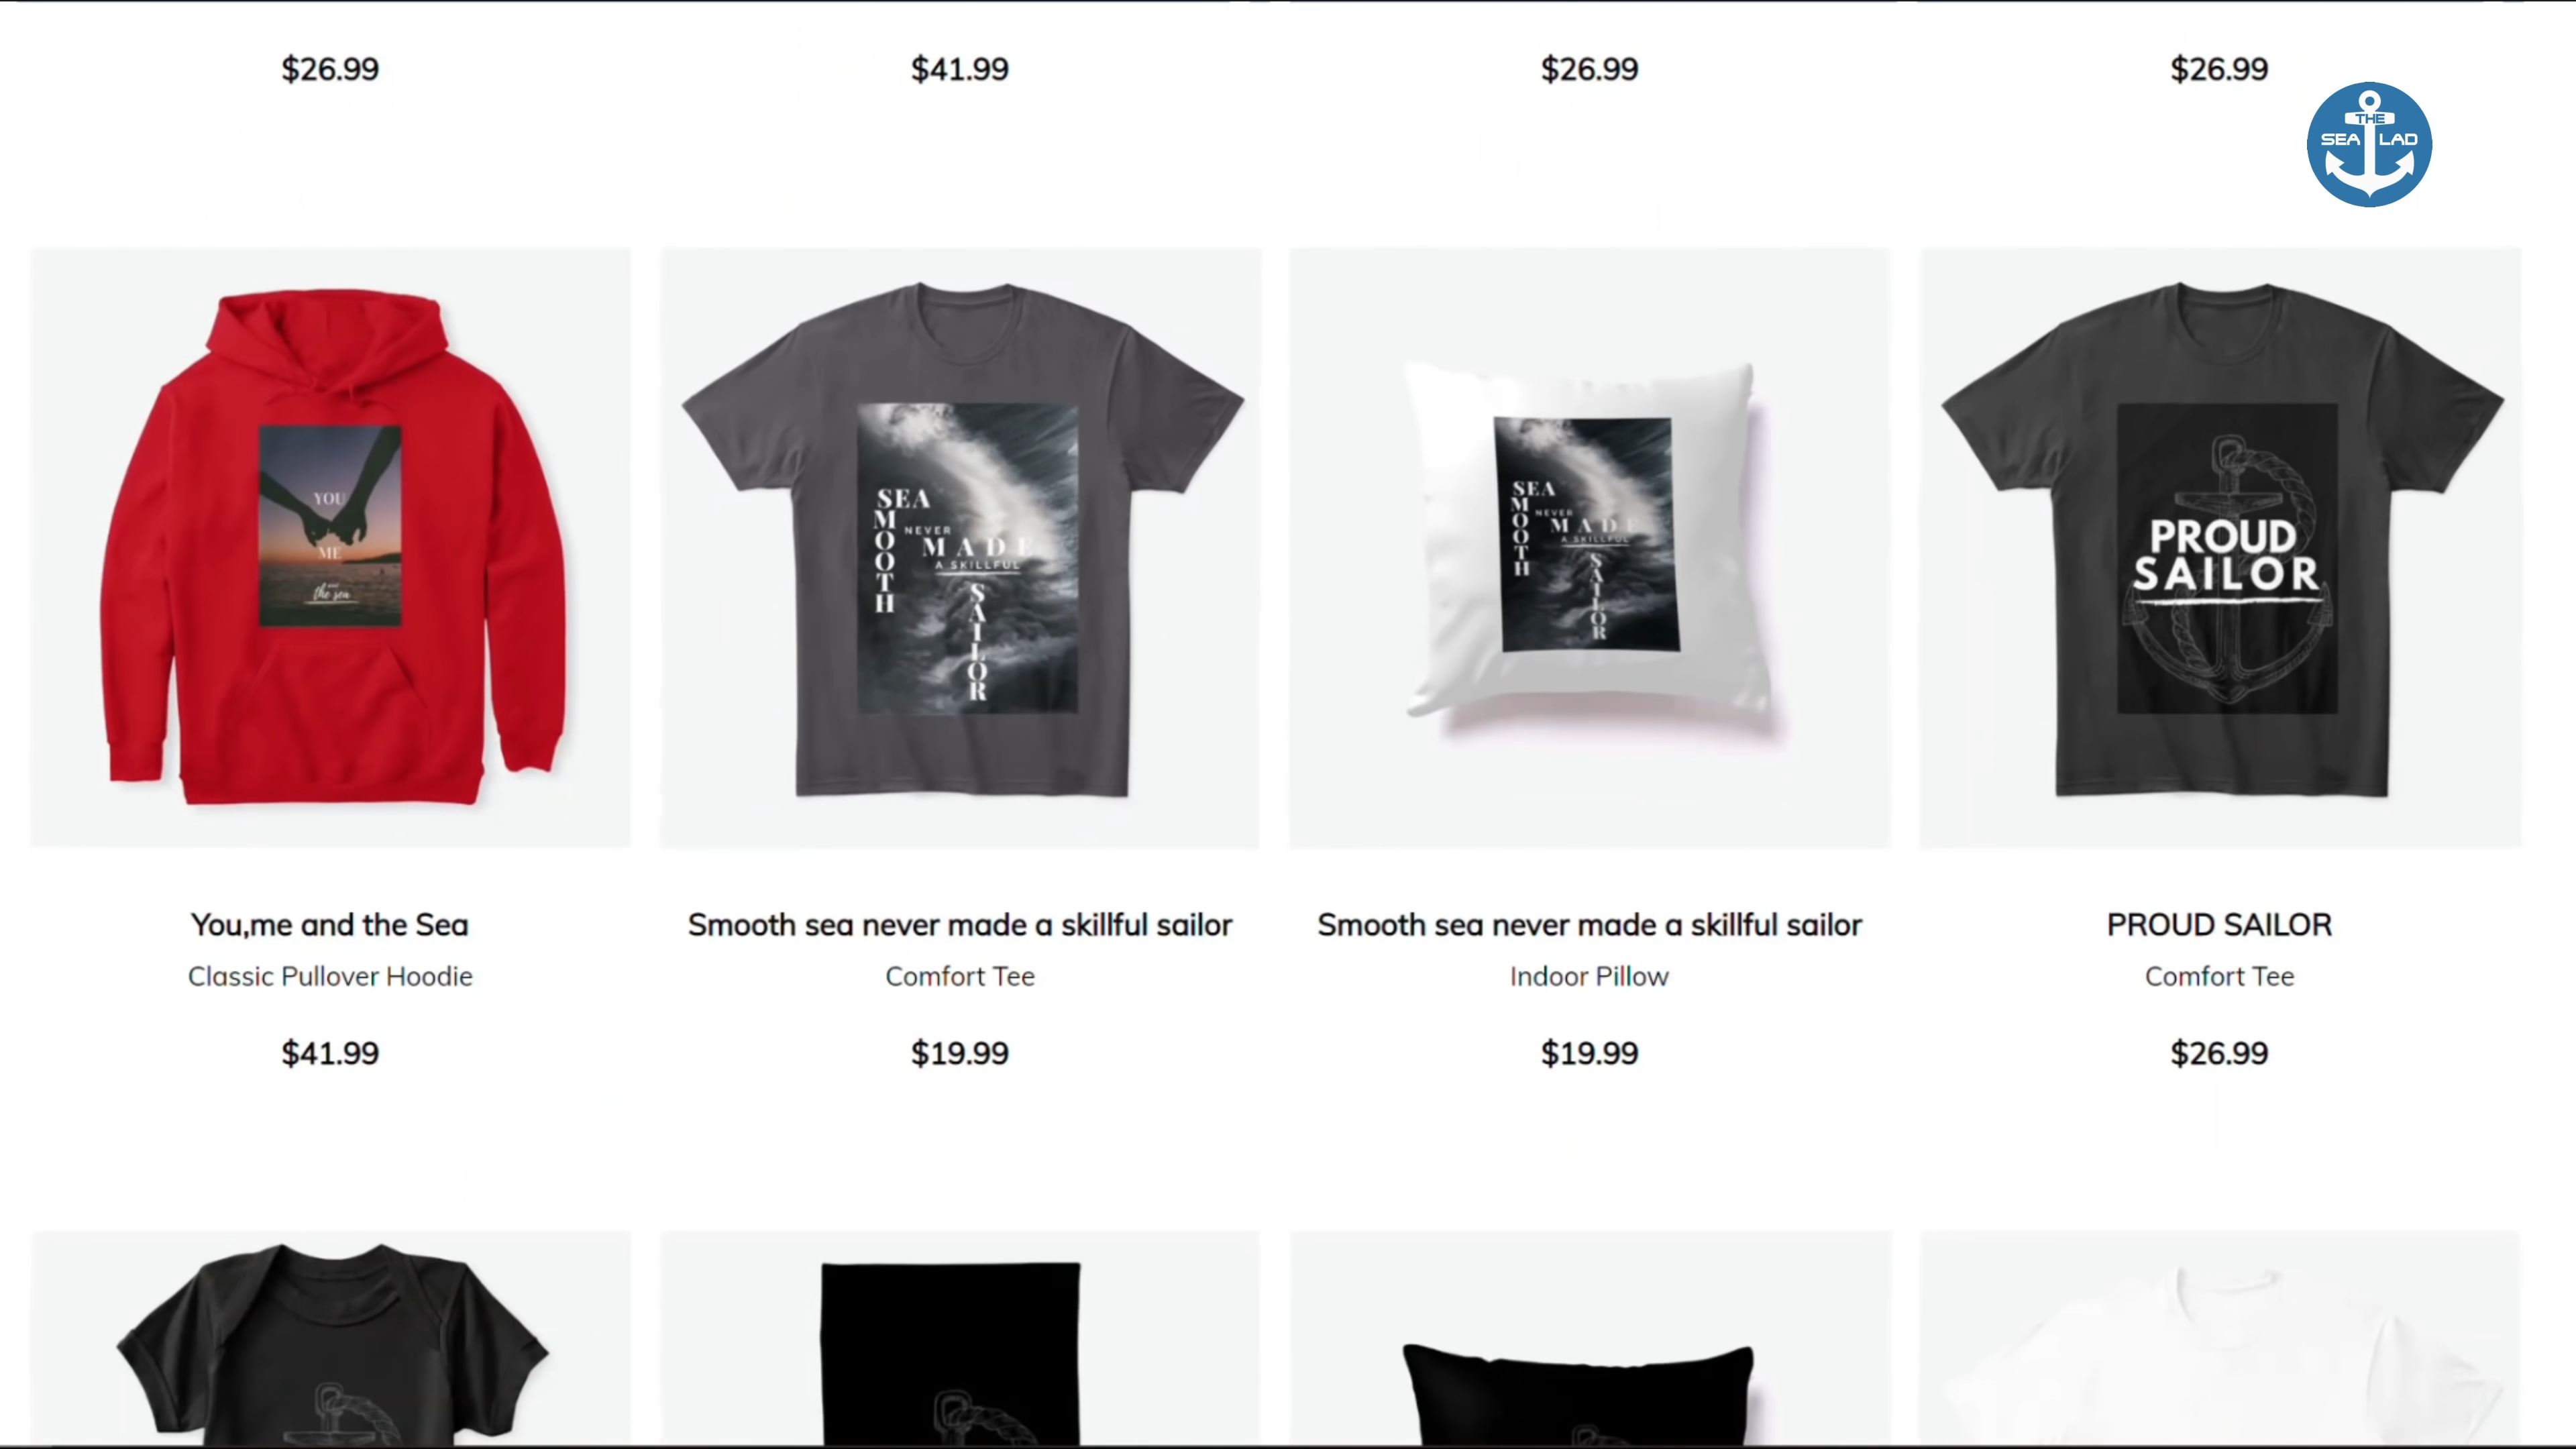 $26.99
$41.99
$26.99
$26.99
THE
SEA LAD
YOU
ME
and
the sea
SEA
SMOOTH
NEVER
MADE
A SKILLFUL
SAILOR
SEA
SMOOTH
NEVER
MADE
A SKILLFUL
SAILOR
PROUD
SAILOR
You,me and the Sea
Smooth sea never made a skillful sailor
Smooth sea never made a skillful sailor
PROUD SAILOR
Classic Pullover Hoodie
Comfort Tee
Indoor Pillow
Comfort Tee
$41.99
$19.99
$19.99
$26.99